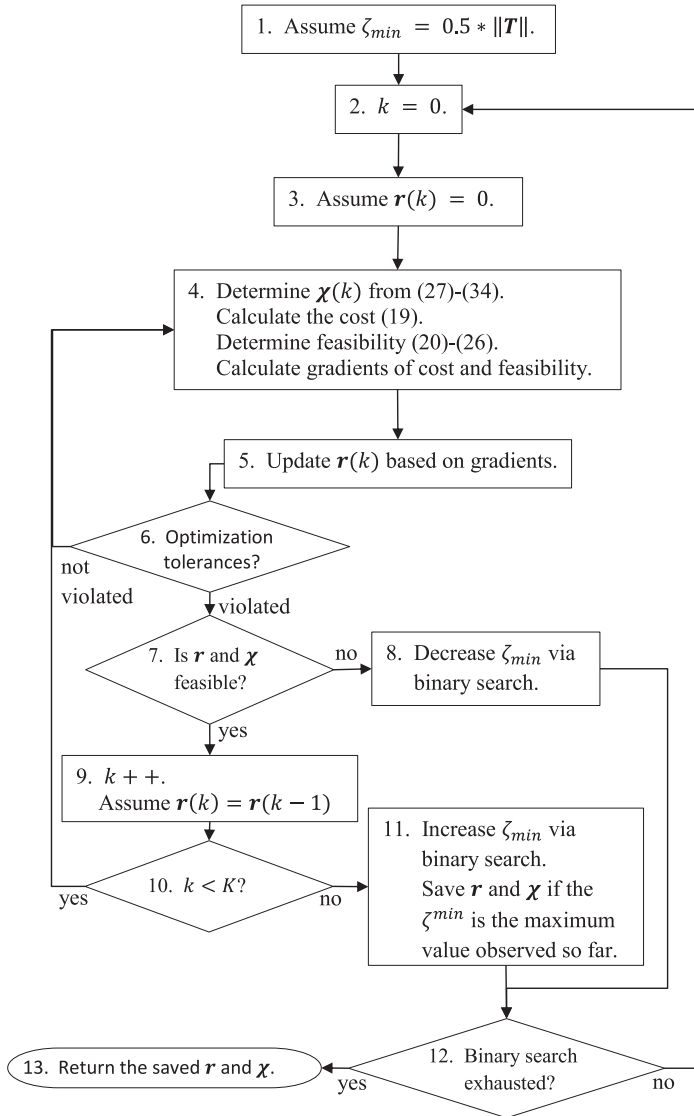 1. Assume ζ_min = 0.5 * ‖T‖.
2. k = 0.
3. Assume r(k) = 0.
4. Determine χ(k) from (27)-(34).
Calculate the cost (19).
Determine feasibility (20)-(26).
Calculate gradients of cost and feasibility.
5. Update r(k) based on gradients.
6. Optimization
tolerances?
not
violated
violated
7. Is r and χ
feasible?
no
8. Decrease ζ_min via
binary search.
yes
9. k + +.
Assume r(k) = r(k − 1)
10. k < K?
yes
no
11. Increase ζ_min via
binary search.
Save r and χ if the
ζ^min is the maximum
value observed so far.
12. Binary search
exhausted?
yes
no
13. Return the saved r and χ.